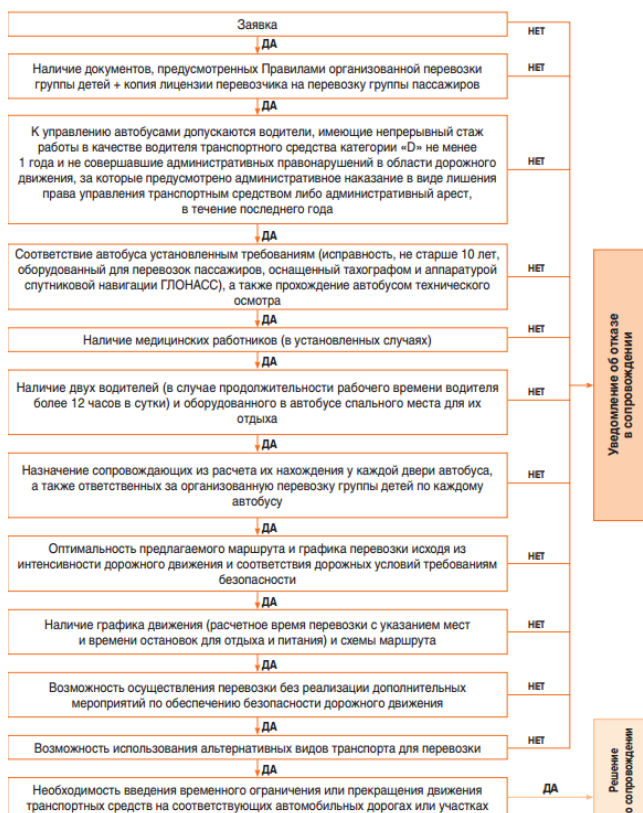 Заявка
НЕТ
ДА
Наличие документов, предусмотренных Правилами организованной перевозки
группы детей + копия лицензии перевозчика на перевозку группы пассажиров
НЕТ
ДА
К управлению автобусами допускаются водители, имеющие непрерывный стаж
работы в качестве водителя транспортного средства категории «D» не менее
1 года и не совершавшие административных правонарушений в области дорожного
движения, за которые предусмотрено административное наказание в виде лишения
права управления транспортным средством либо административный арест,
в течение последнего года
НЕТ
ДА
Соответствие автобуса установленным требованиям (исправность, не старше 10 лет,
оборудованный для перевозок пассажиров, оснащенный тахографом и аппаратурой
спутниковой навигации ГЛОНАСС), а также прохождение автобусом технического
осмотра
НЕТ
ДА
Наличие медицинских работников (в установленных случаях)
НЕТ
ДА
Наличие двух водителей (в случае продолжительности рабочего времени водителя
более 12 часов в сутки) и оборудованного в автобусе спального места для их
отдыха
НЕТ
ДА
Назначение сопровождающих из расчета их нахождения у каждой двери автобуса,
а также ответственных за организованную перевозку группы детей по каждому
автобусу
НЕТ
ДА
Оптимальность предлагаемого маршрута и графика перевозки исходя из
интенсивности дорожного движения и соответствия дорожных условий требованиям
безопасности
НЕТ
ДА
Наличие графика движения (расчетное время перевозки с указанием мест
и времени остановок для отдыха и питания) и схемы маршрута
НЕТ
ДА
Возможность осуществления перевозки без реализации дополнительных
мероприятий по обеспечению безопасности дорожного движения
НЕТ
ДА
Возможность использования альтернативных видов транспорта для перевозки
НЕТ
ДА
Необходимость введения временного ограничения или прекращения движения
транспортных средств на соответствующих автомобильных дорогах или участках
ДА
Уведомление об отказе
в сопровождении
Решение
о сопровождении